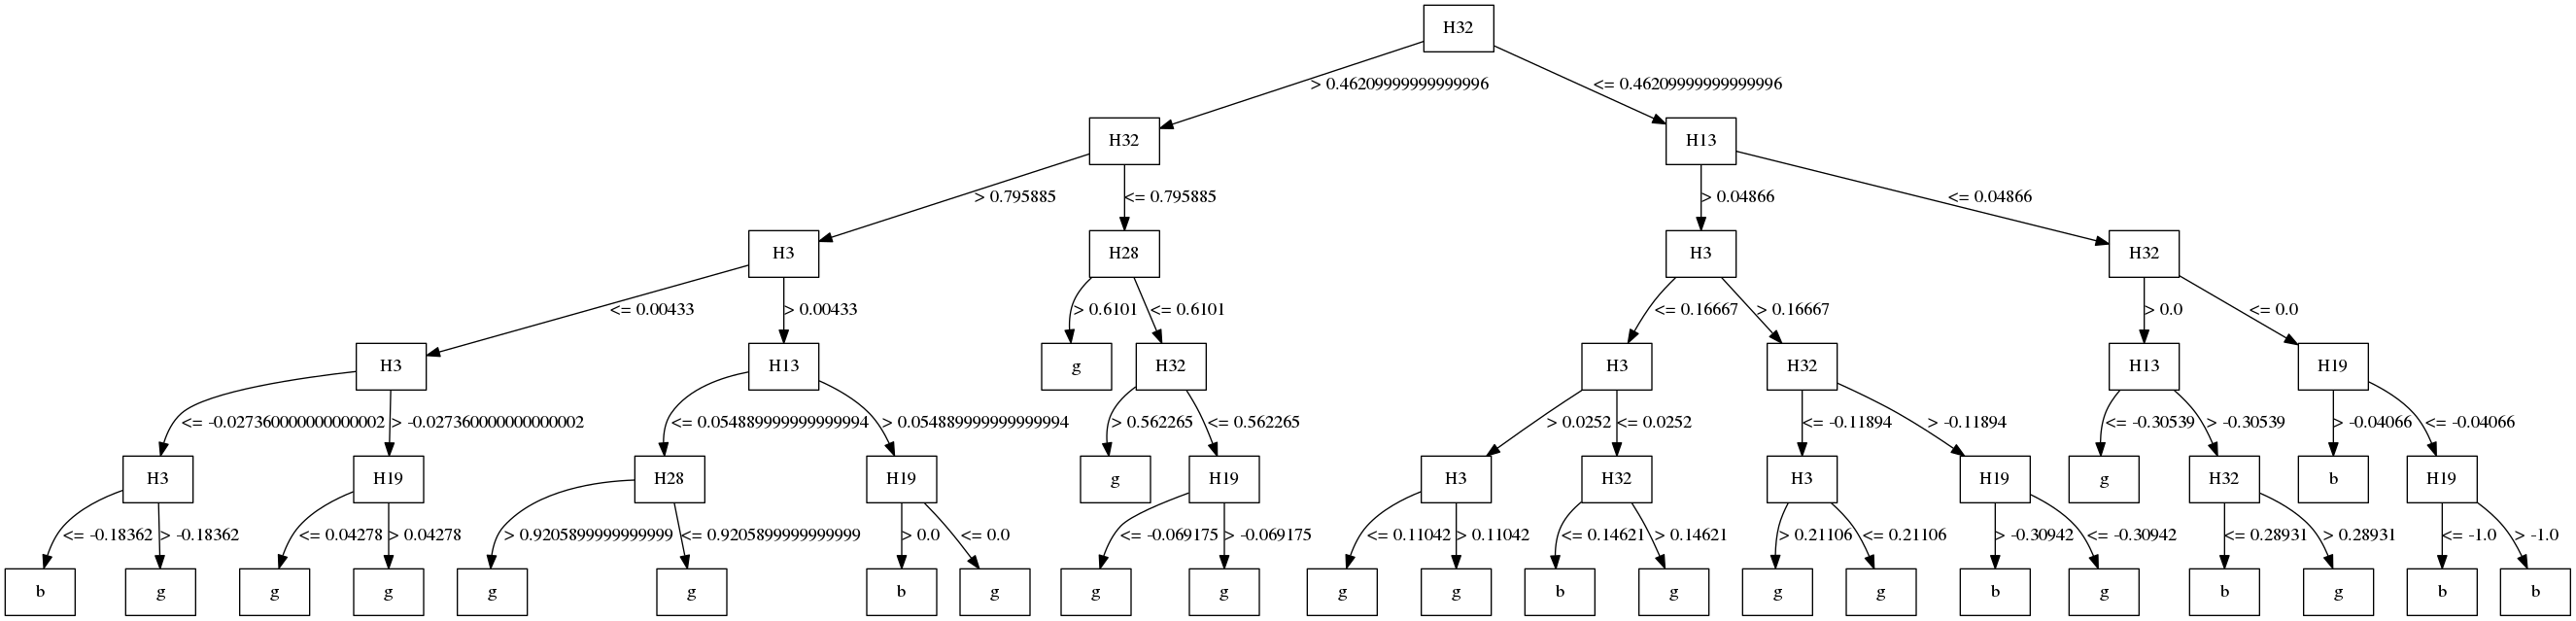 H32
> 0.46209999999999996 <= 0.46209999999999996
H32 H13
> 0.795885 <= 0.795885 > 0.04866 <= 0.04866
H3 H28 H3 H32
<= 0.00433 > 0.00433 > 0.6101 <= 0.6101 <= 0.16667 > 0.16667 > 0.0 <= 0.0
H3 H13 g H32 H3 H32 H13 H19
<= -0.027360000000000002 > -0.027360000000000002 <= 0.054889999999999994 > 0.054889999999999994 > 0.562265 <= 0.562265 > 0.0252 <= 0.0252 <= -0.11894 > -0.11894 <= -0.30539 > -0.30539 > -0.04066 <= -0.04066
H3 H19 H28 H19 g H19 H3 H32 H3 H19 g H32 b H19
<= -0.18362 > -0.18362 <= 0.04278 > 0.04278 > 0.9205899999999999 <= 0.9205899999999999 > 0.0 <= 0.0 <= -0.069175 > -0.069175 <= 0.11042 > 0.11042 <= 0.14621 > 0.14621 > 0.21106 <= 0.21106 > -0.30942 <= -0.30942 <= 0.28931 > 0.28931 <= -1.0 > -1.0
b g g g g g b g g g g g b g g g b g b g b b